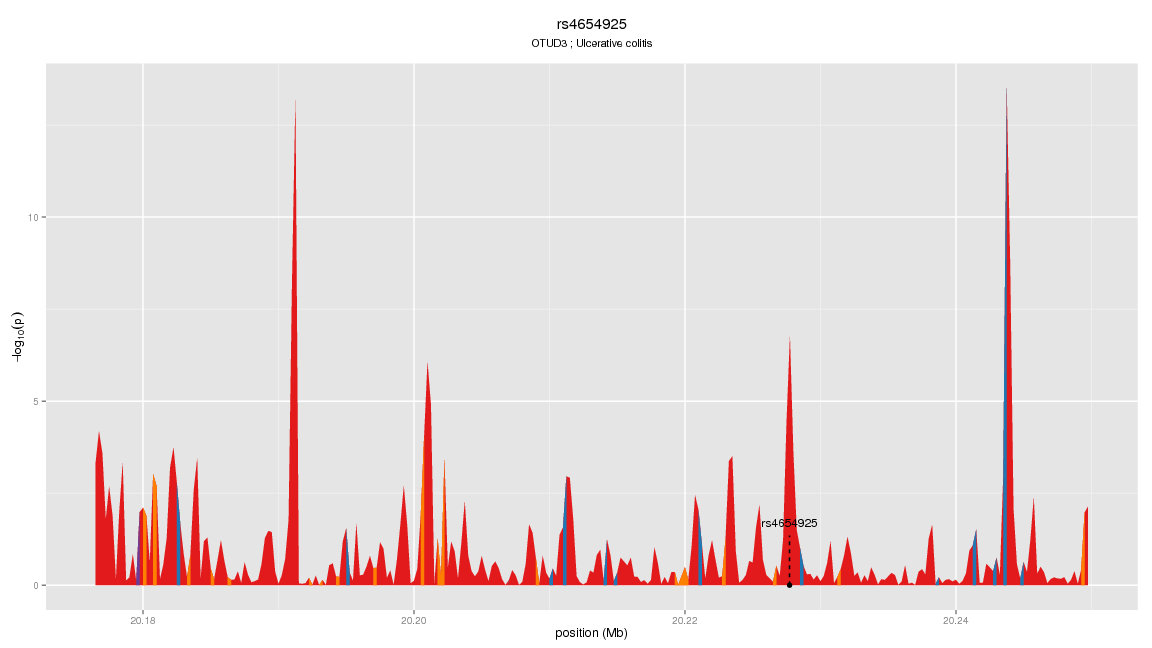 rs4654925
OTUD3 ; Ulcerative colitis
−log10(p)
10
5
0
rs4654925
20.18
20.20
20.22
20.24
position (Mb)